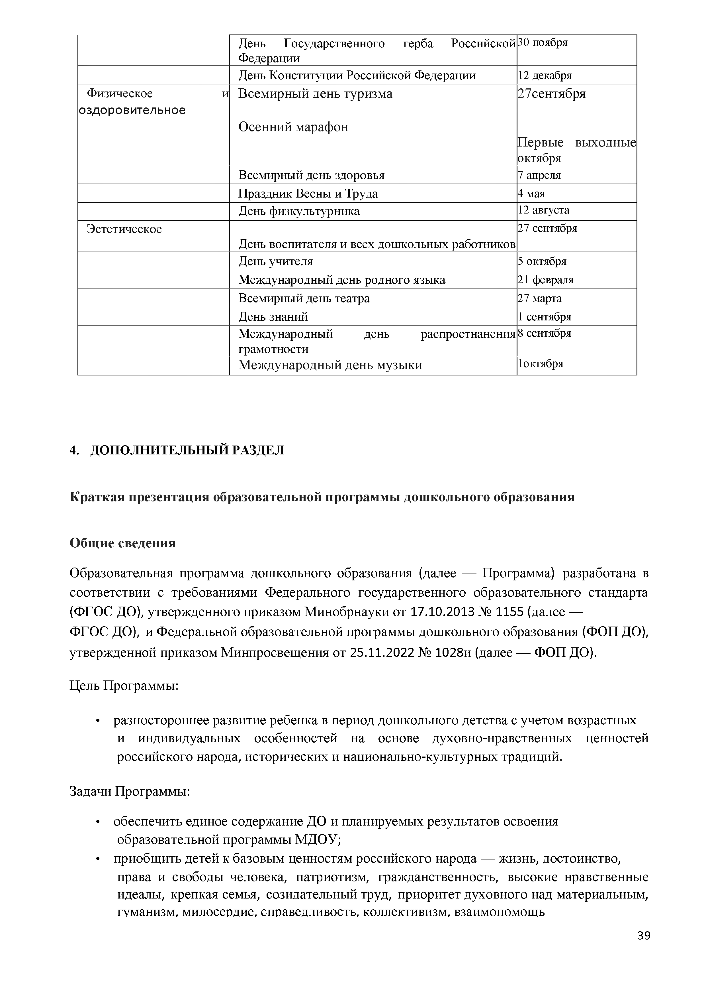 День Государственного герба Российской 30 ноября
Федерации
День Конституции Российской Федерации 12 декабря
Физическое и Всемирный день туризма 27сентября
оздоровительное
Осенний марафон
Первые выходные
октября
Всемирный день здоровья 7 апреля
Праздник Весны и Труда 4 мая
День физкультурника 12 августа
Эстетическое 27 сентября
День воспитателя и всех дошкольных работников
День учителя 5 октября
Международный день родного языка 21 февраля
Всемирный день театра 27 марта
День знаний 1 сентября
Международный день распростнанения 8 сентября
грамотности
Международный день музыки 1октября
4. ДОПОЛНИТЕЛЬНЫЙ РАЗДЕЛ
Краткая презентация образовательной программы дошкольного образования
Общие сведения
Образовательная программа дошкольного образования (далее — Программа) разработана в
соответствии с требованиями Федерального государственного образовательного стандарта
(ФГОС ДО), утвержденного приказом Минобрнауки от 17.10.2013 № 1155 (далее —
ФГОС ДО), и Федеральной образовательной программы дошкольного образования (ФОП ДО),
утвержденной приказом Минпросвещения от 25.11.2022 № 1028и (далее — ФОП ДО).
Цель Программы:
• разностороннее развитие ребенка в период дошкольного детства с учетом возрастных
и индивидуальных особенностей на основе духовно-нравственных ценностей
российского народа, исторических и национально-культурных традиций.
Задачи Программы:
• обеспечить единое содержание ДО и планируемых результатов освоения
образовательной программы МДОУ;
• приобщить детей к базовым ценностям российского народа — жизнь, достоинство,
права и свободы человека, патриотизм, гражданственность, высокие нравственные
идеалы, крепкая семья, созидательный труд, приоритет духовного над материальным,
гуманизм, милосердие, справедливость, коллективизм, взаимопомощь
39